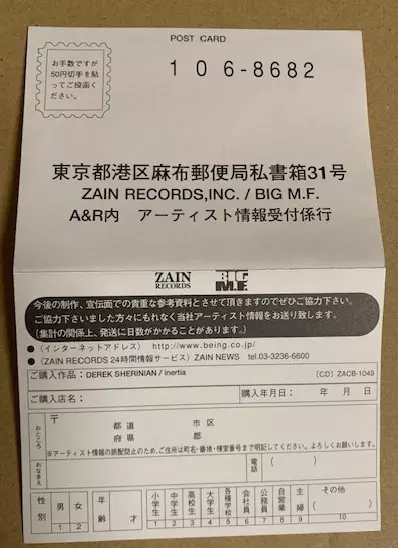 POST CARD
お手数ですが
50円切手を貼
ってご投函く
ださい。
106-8682
東京都港区麻布郵便局私書箱31号
ZAIN RECORDS,INC. / BIG M.F.
A&R内 アーティスト情報受付係行
ZAIN RECORDS BIG M.F.
今後の制作、宣伝面での貴重な参考資料とさせて頂きますのでぜひご協力下さい。
ご協力下さいました方々にもれなく当社アーティスト情報をお送り致します。
(集計の関係上、発送に日数がかかることがあります。)
●〈インターネットアドレス〉 http://www.being.co.jp/
●〈ZAIN RECORDS 24時間情報サービス〉ZAIN NEWS tel.03-3236-6600
ご購入作品：DEREK SHERINIAN / inertia 〔CD〕 ZACB-1049
ご購入店名： 購入年月日： 年 月 日
おところ 〒 都道府県 市区郡
※アーティスト情報の誤配防止のため、ご住所は町名・番地・棟室番号まで明記してください。よろしくお願いします。
おなまえ 電話 ( )
性別 男 1 女 2 年齢 才 小学生 1 中学生 2 高校生 3 大学生 4 各種学校 5 会社員 6 公務員 7 自営業 8 主婦 9 その他 ( ) 10